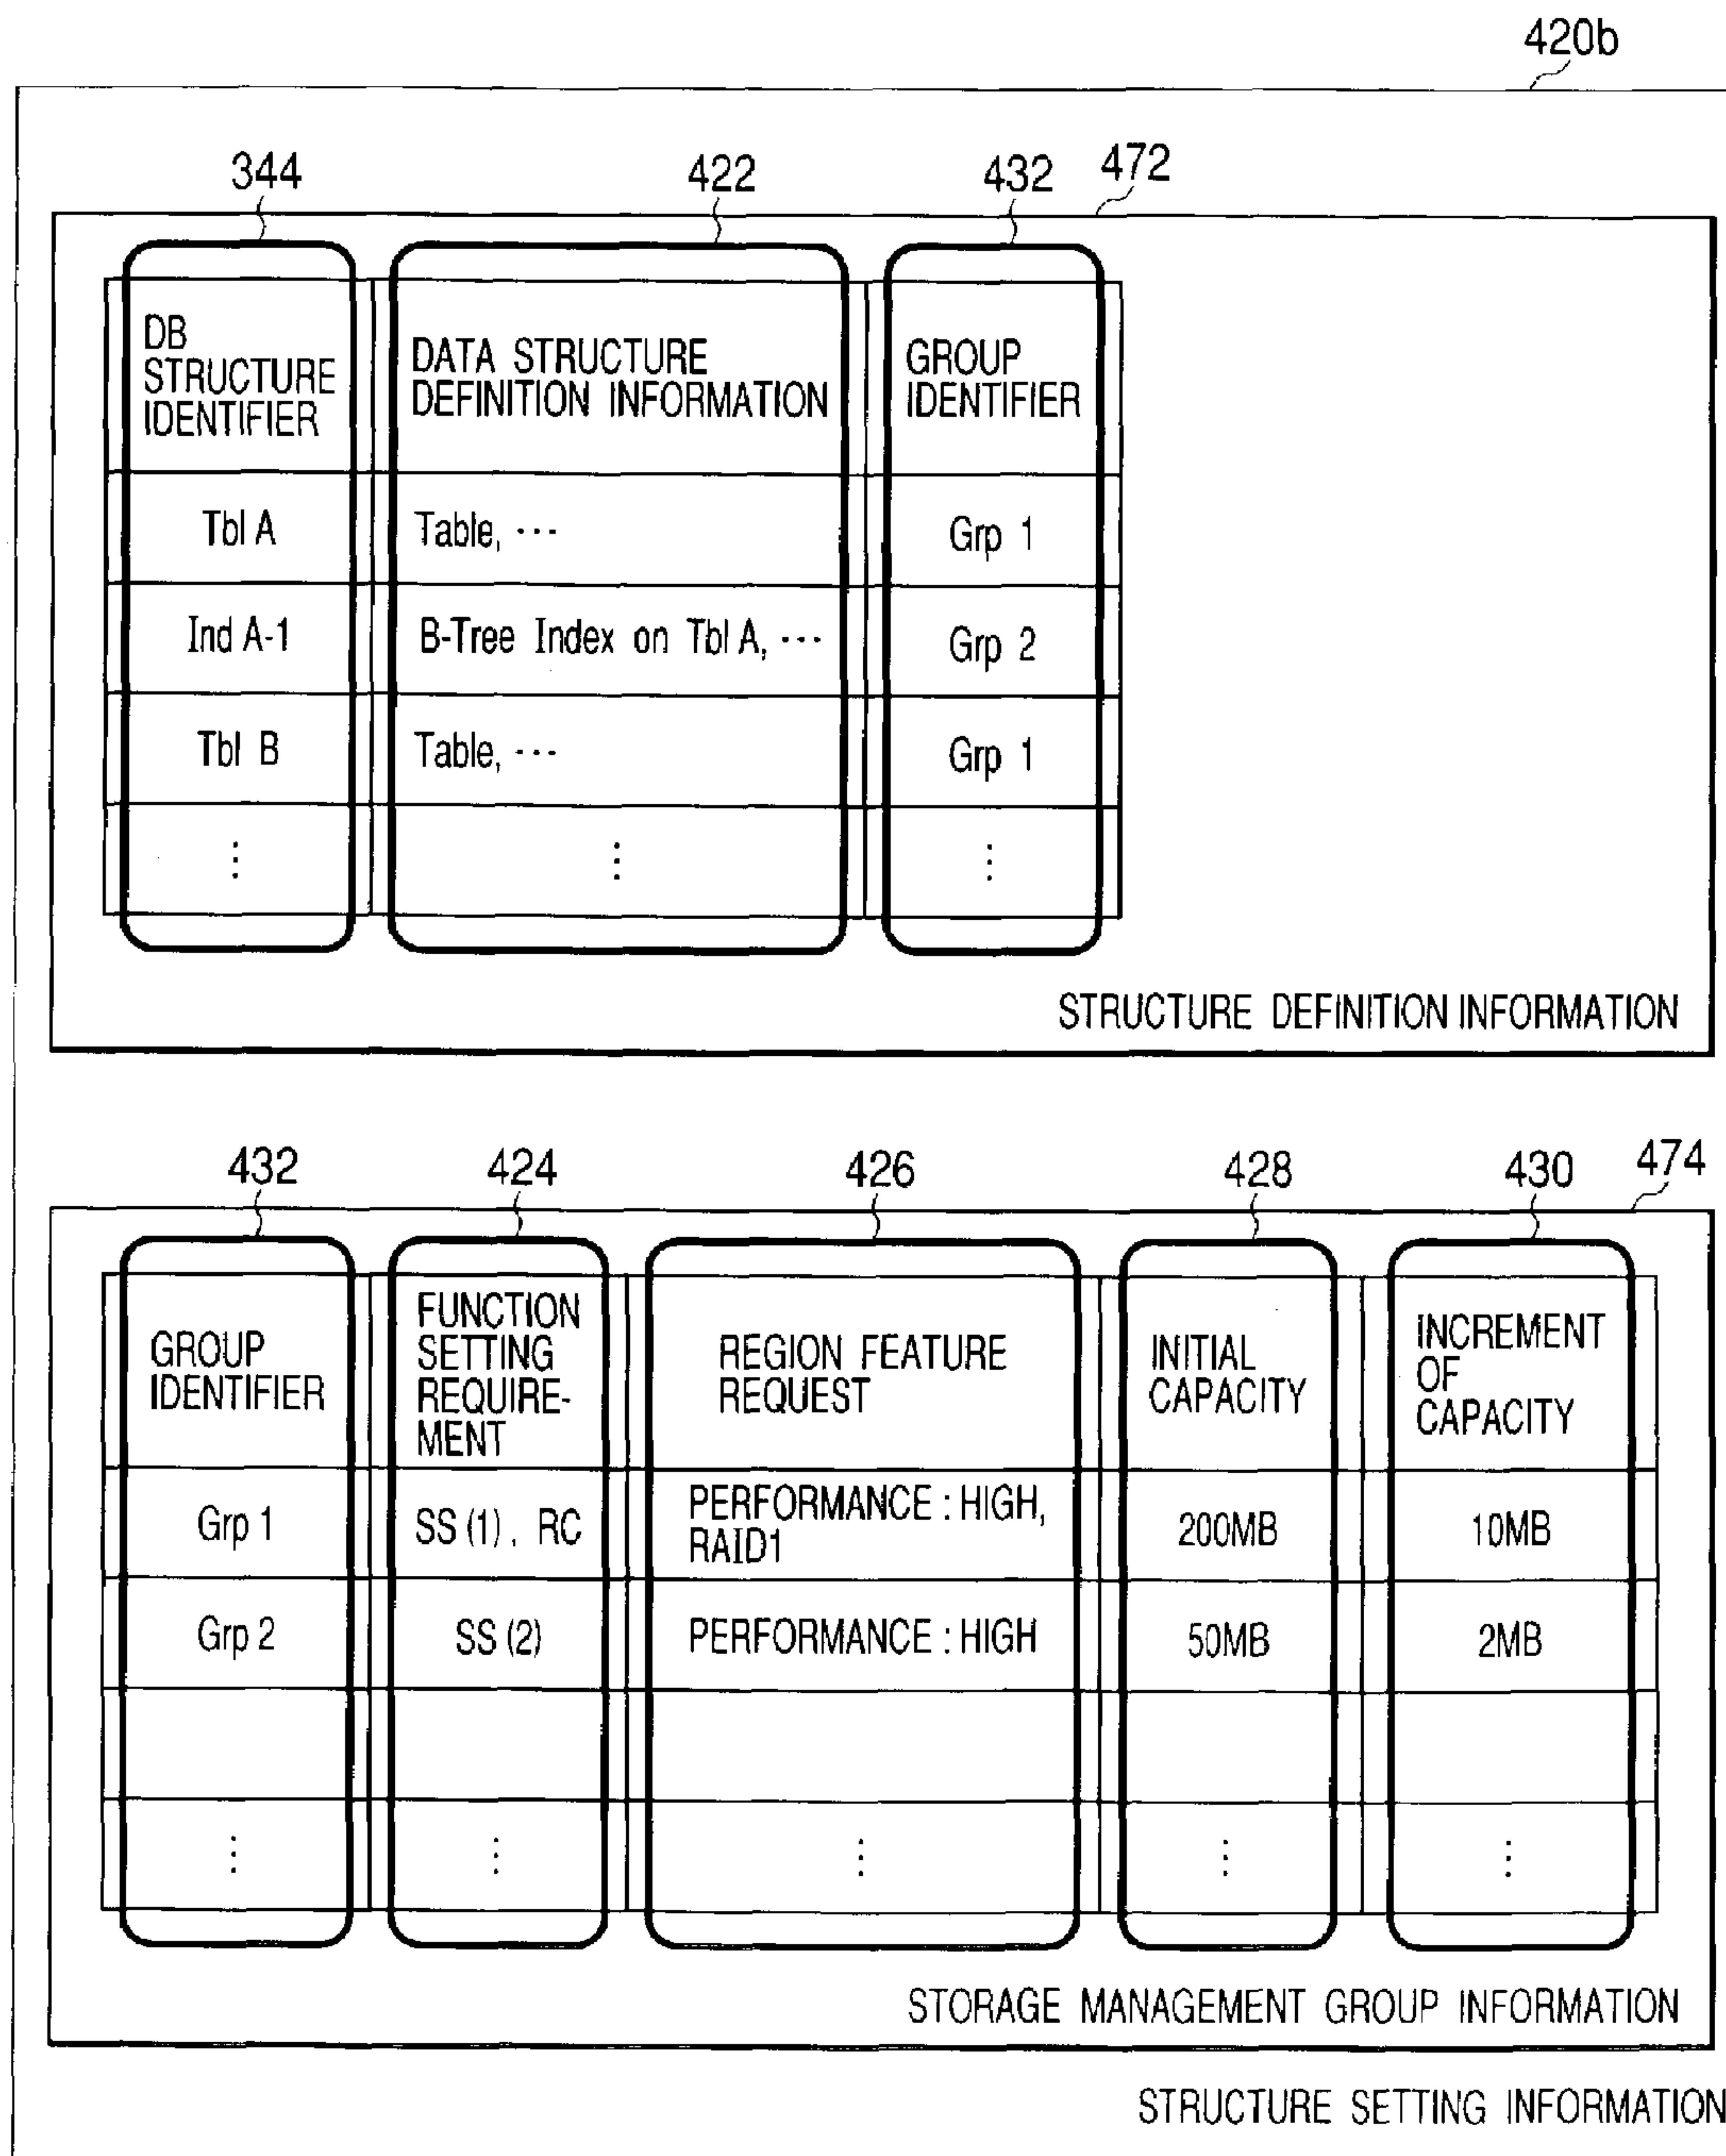 420b
344
422
432
472
DB
STRUCTURE
IDENTIFIER
DATA STRUCTURE
DEFINITION INFORMATION
GROUP
IDENTIFIER
Tbl A
Table, ···
Grp 1
Ind A-1
B-Tree Index on Tbl A, ···
Grp 2
Tbl B
Table, ···
Grp 1
⋮
⋮
⋮
STRUCTURE DEFINITION INFORMATION
432
424
426
428
430
474
GROUP
IDENTIFIER
FUNCTION
SETTING
REQUIRE-
MENT
REGION FEATURE
REQUEST
INITIAL
CAPACITY
INCREMENT
OF
CAPACITY
Grp 1
SS (1), RC
PERFORMANCE : HIGH,
RAID1
200MB
10MB
Grp 2
SS (2)
PERFORMANCE : HIGH
50MB
2MB
⋮
⋮
⋮
⋮
⋮
STORAGE MANAGEMENT GROUP INFORMATION
STRUCTURE SETTING INFORMATION